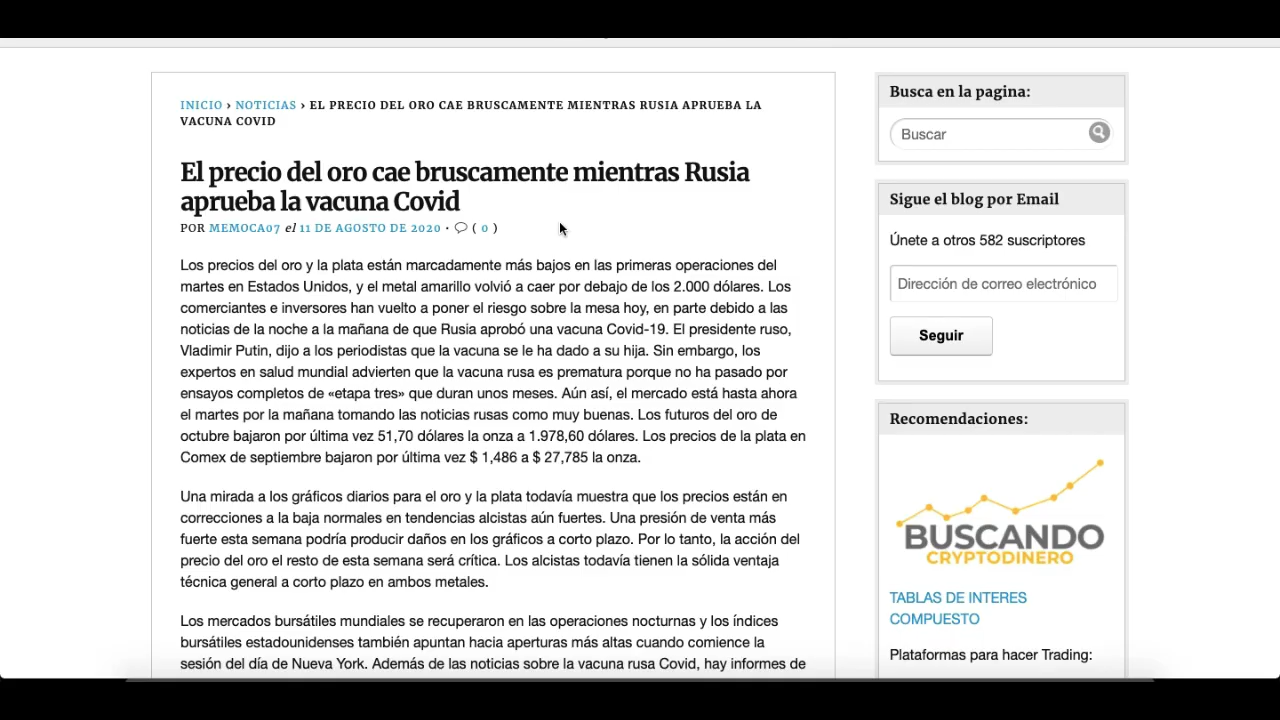 INICIO › NOTICIAS › EL PRECIO DEL ORO CAE BRUSCAMENTE MIENTRAS RUSIA APRUEBA LA
VACUNA COVID
El precio del oro cae bruscamente mientras Rusia
aprueba la vacuna Covid
POR MEMOCA07 el 11 DE AGOSTO DE 2020 • ( 0 )
Los precios del oro y la plata están marcadamente más bajos en las primeras operaciones del
martes en Estados Unidos, y el metal amarillo volvió a caer por debajo de los 2.000 dólares. Los
comerciantes e inversores han vuelto a poner el riesgo sobre la mesa hoy, en parte debido a las
noticias de la noche a la mañana de que Rusia aprobó una vacuna Covid-19. El presidente ruso,
Vladimir Putin, dijo a los periodistas que la vacuna se le ha dado a su hija. Sin embargo, los
expertos en salud mundial advierten que la vacuna rusa es prematura porque no ha pasado por
ensayos completos de «etapa tres» que duran unos meses. Aún así, el mercado está hasta ahora
el martes por la mañana tomando las noticias rusas como muy buenas. Los futuros del oro de
octubre bajaron por última vez 51,70 dólares la onza a 1.978,60 dólares. Los precios de la plata en
Comex de septiembre bajaron por última vez $ 1,486 a $ 27,785 la onza.
Una mirada a los gráficos diarios para el oro y la plata todavía muestra que los precios están en
correcciones a la baja normales en tendencias alcistas aún fuertes. Una presión de venta más
fuerte esta semana podría producir daños en los gráficos a corto plazo. Por lo tanto, la acción del
precio del oro el resto de esta semana será crítica. Los alcistas todavía tienen la sólida ventaja
técnica general a corto plazo en ambos metales.
Los mercados bursátiles mundiales se recuperaron en las operaciones nocturnas y los índices
bursátiles estadounidenses también apuntan hacia aperturas más altas cuando comience la
sesión del día de Nueva York. Además de las noticias sobre la vacuna rusa Covid, hay informes de
Busca en la pagina:
Buscar
Sigue el blog por Email
Únete a otros 582 suscriptores
Dirección de correo electrónico
Seguir
Recomendaciones:
BUSCANDO
CRYPTODINERO
TABLAS DE INTERES
COMPUESTO
Plataformas para hacer Trading: